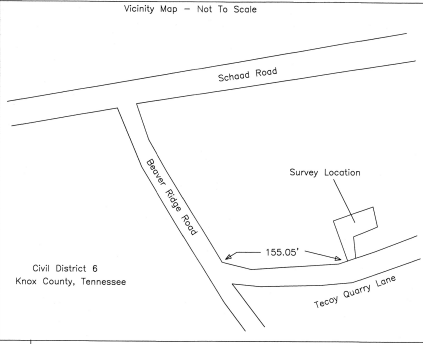 Vicinity Map – Not To Scale
Schaad Road
Beaver Ridge Road
Survey Location
155.05'
Civil District 6
Knox County, Tennessee
Tecoy Quarry Lane